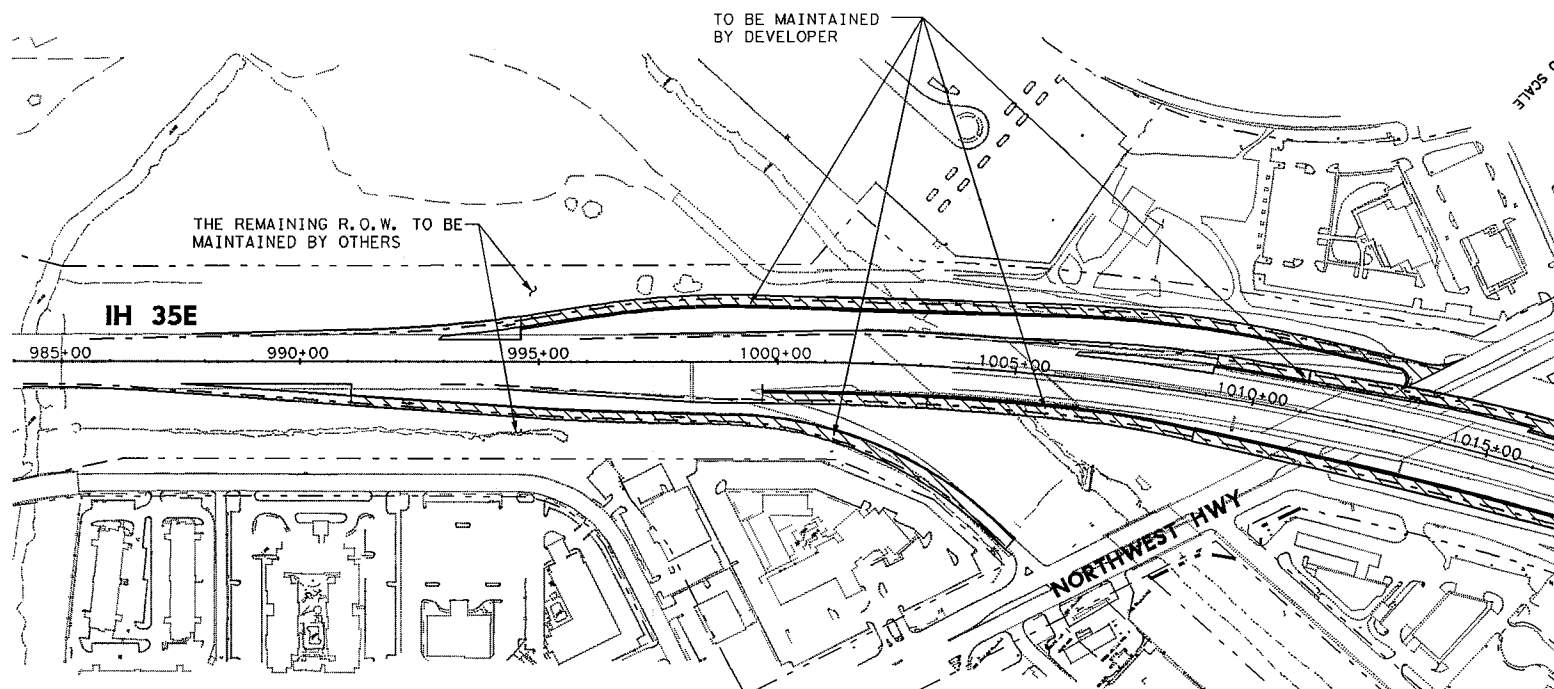 TO BE MAINTAINED
BY DEVELOPER
SCALE
THE REMAINING R.O.W. TO BE
MAINTAINED BY OTHERS
IH 35E
985+00
990+00
995+00
1000+00
1005+00
1010+00
1015+00
NORTHWEST HWY